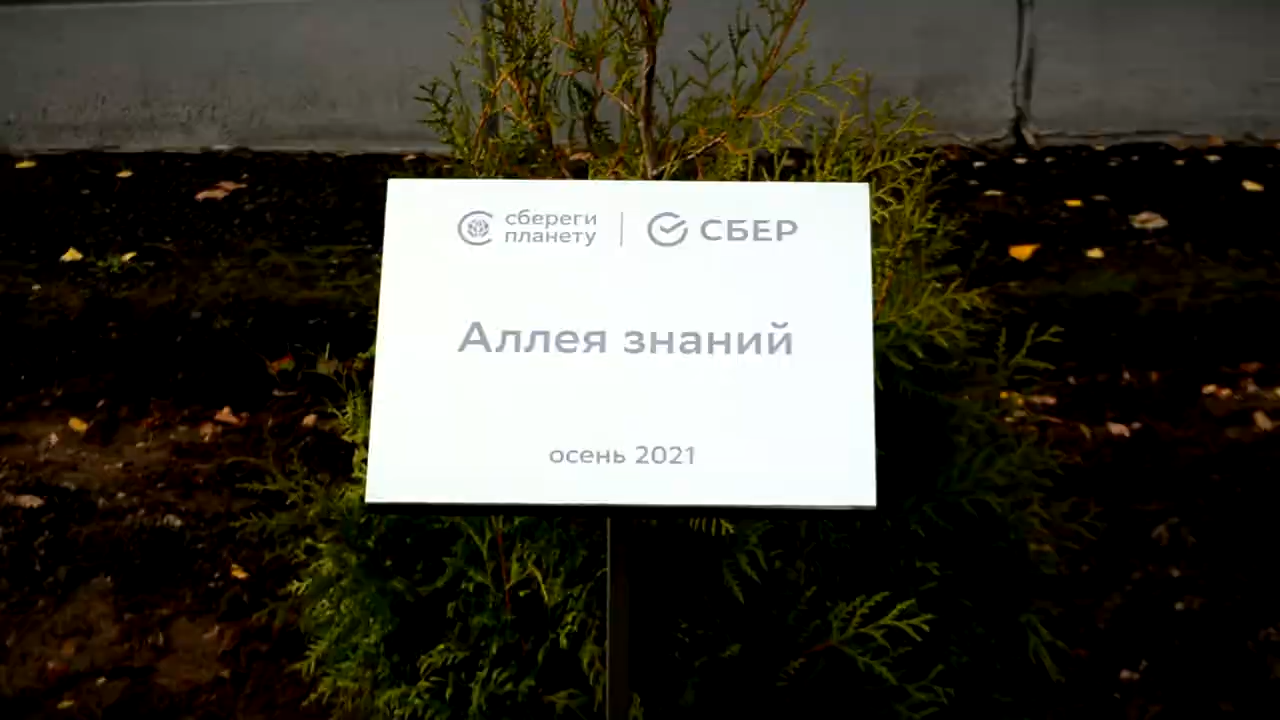 сбереги
планету
СБЕР
Аллея знаний
осень 2021